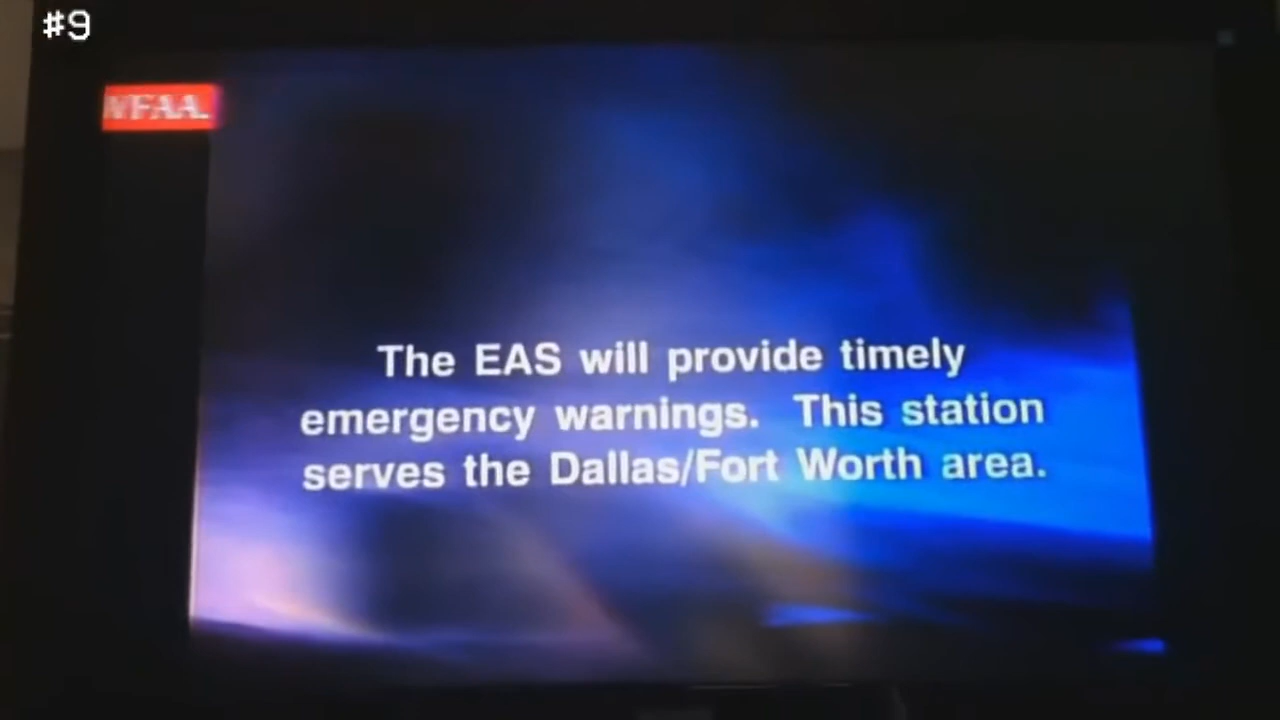 #9
WFAA.
The EAS will provide timely
emergency warnings. This station
serves the Dallas/Fort Worth area.